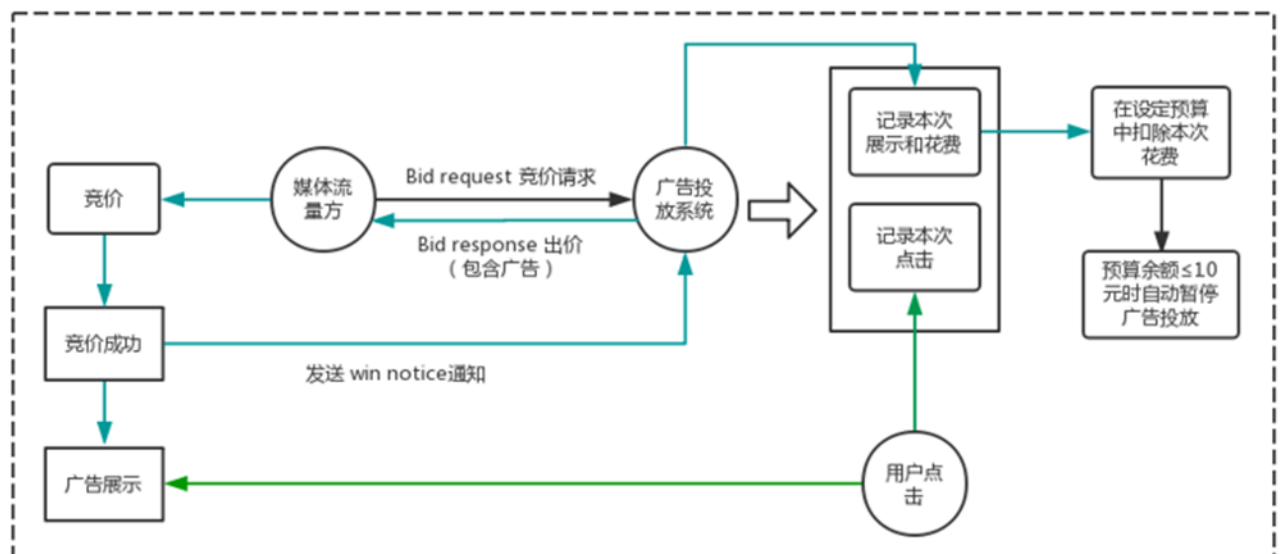 竞价
媒体流
量方
Bid request 竞价请求
Bid response 出价
（包含广告）
广告投
放系统
记录本次
展示和花费
记录本次
点击
在设定预算
中扣除本次
花费
预算余额≤10
元时自动暂停
广告投放
竞价成功
发送 win notice通知
广告展示
用户点
击